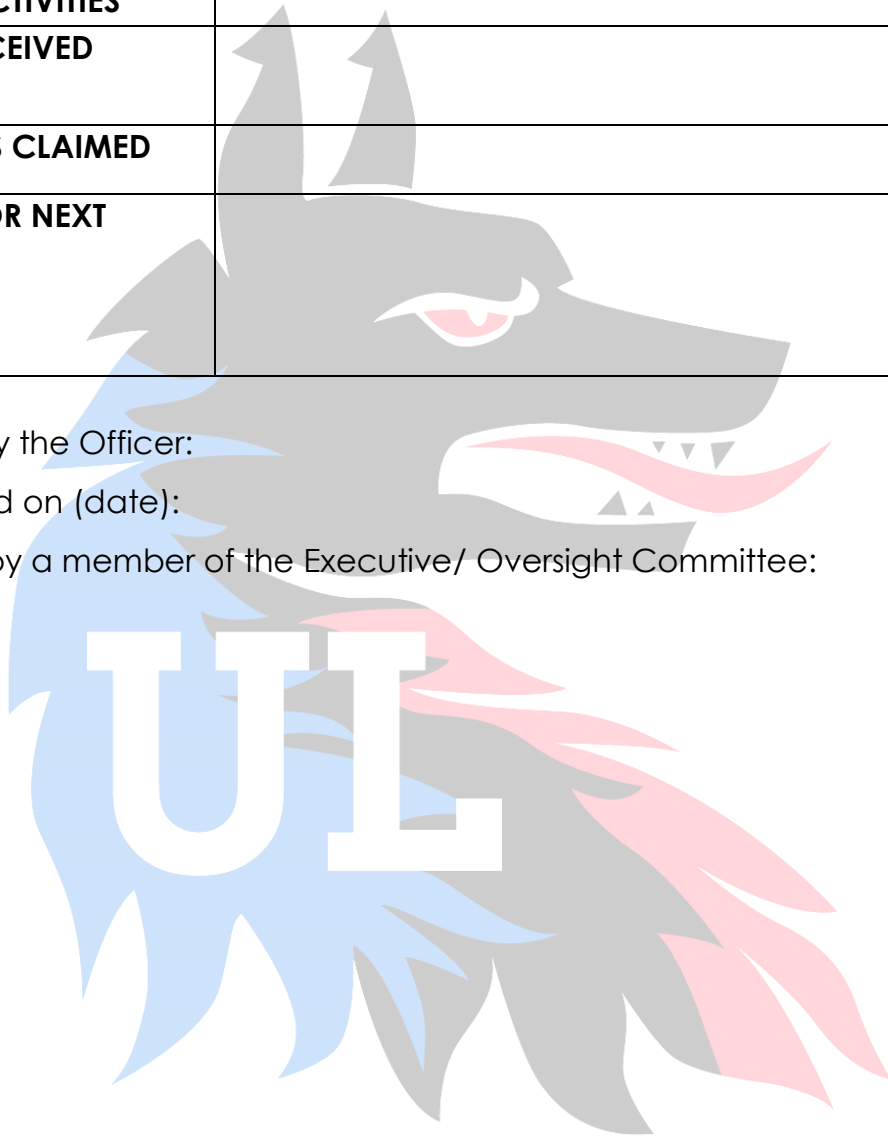 CTIVITIES
CEIVED
S CLAIMED
OR NEXT
y the Officer:
d on (date):
by a member of the Executive/ Oversight Committee:
UL